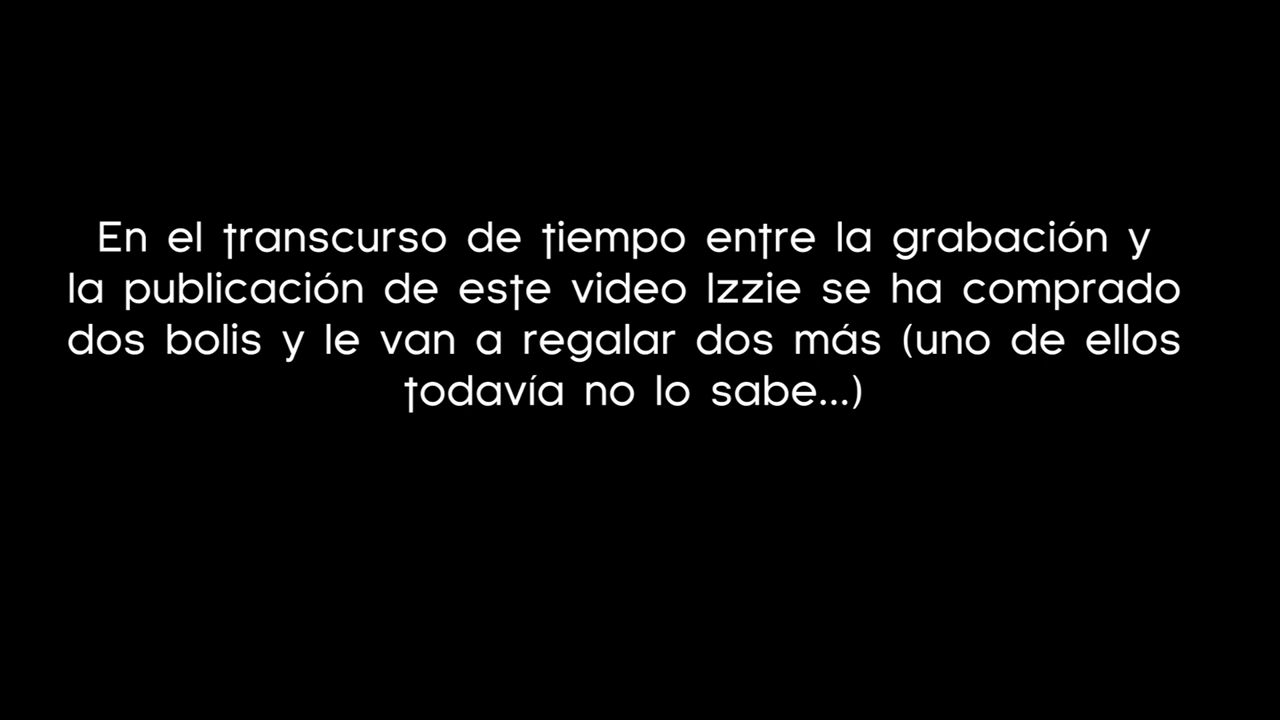 En el transcurso de tiempo entre la grabación y
la publicación de este video Izzie se ha comprado
dos bolis y le van a regalar dos más (uno de ellos
todavía no lo sabe...)